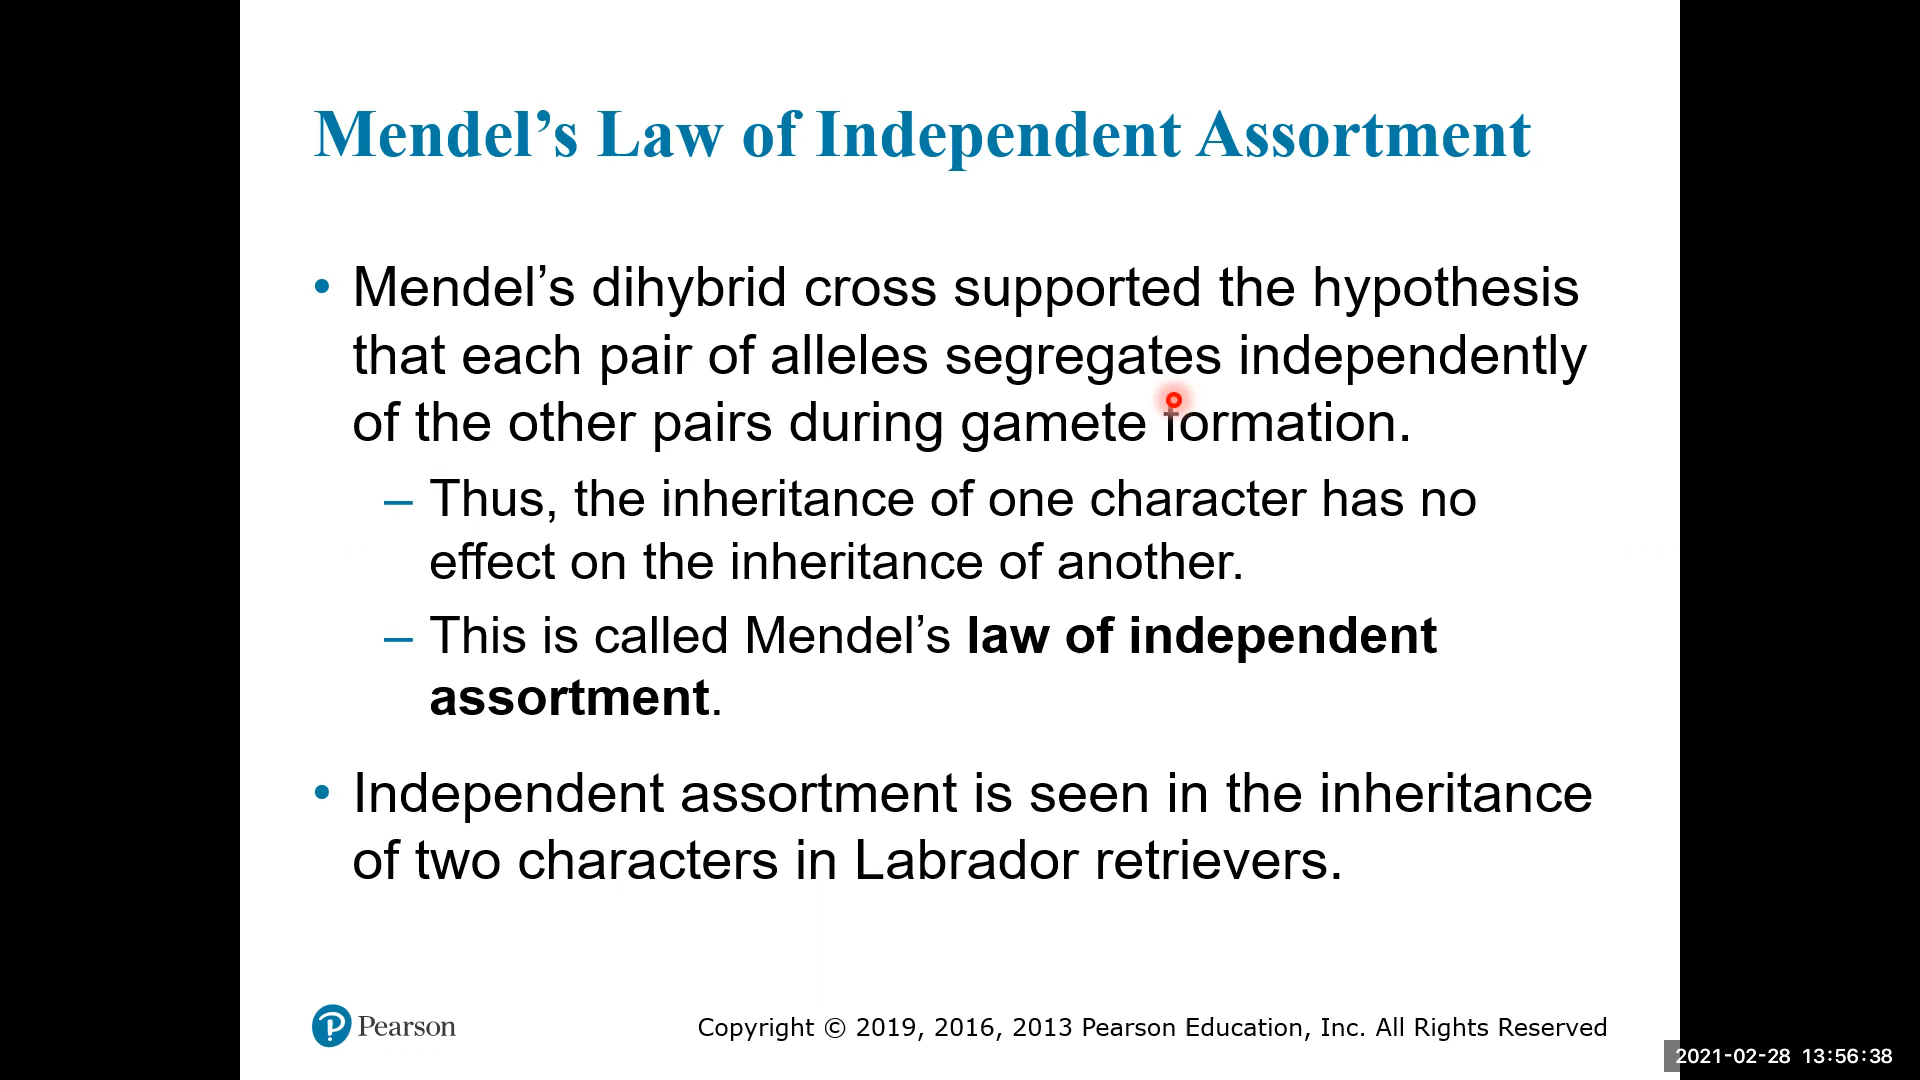 Mendel’s Law of Independent Assortment
• Mendel’s dihybrid cross supported the hypothesis
that each pair of alleles segregates independently
of the other pairs during gamete formation.
– Thus, the inheritance of one character has no
effect on the inheritance of another.
– This is called Mendel’s law of independent
assortment.
• Independent assortment is seen in the inheritance
of two characters in Labrador retrievers.
Pearson
Copyright © 2019, 2016, 2013 Pearson Education, Inc. All Rights Reserved
2021-02-28 13:56:38